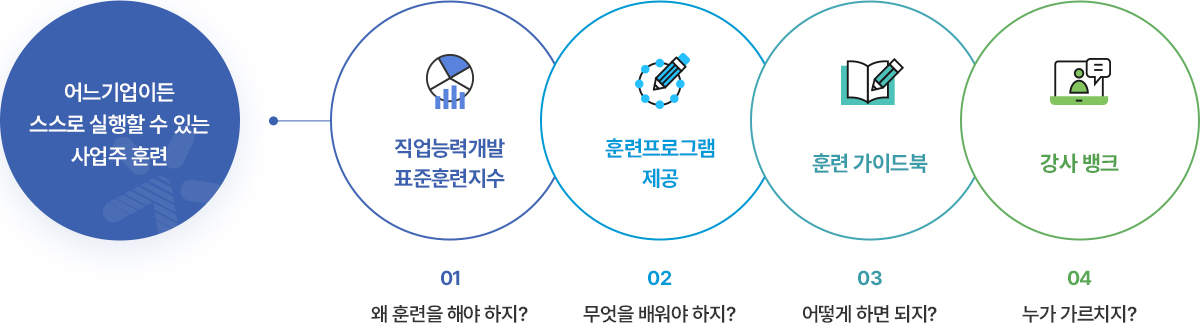 어느기업이든
스스로 실행할 수 있는
사업주 훈련
직업능력개발
표준훈련지수
훈련프로그램
제공
훈련 가이드북
강사 뱅크
01
왜 훈련을 해야 하지?
02
무엇을 배워야 하지?
03
어떻게 하면 되지?
04
누가 가르치지?